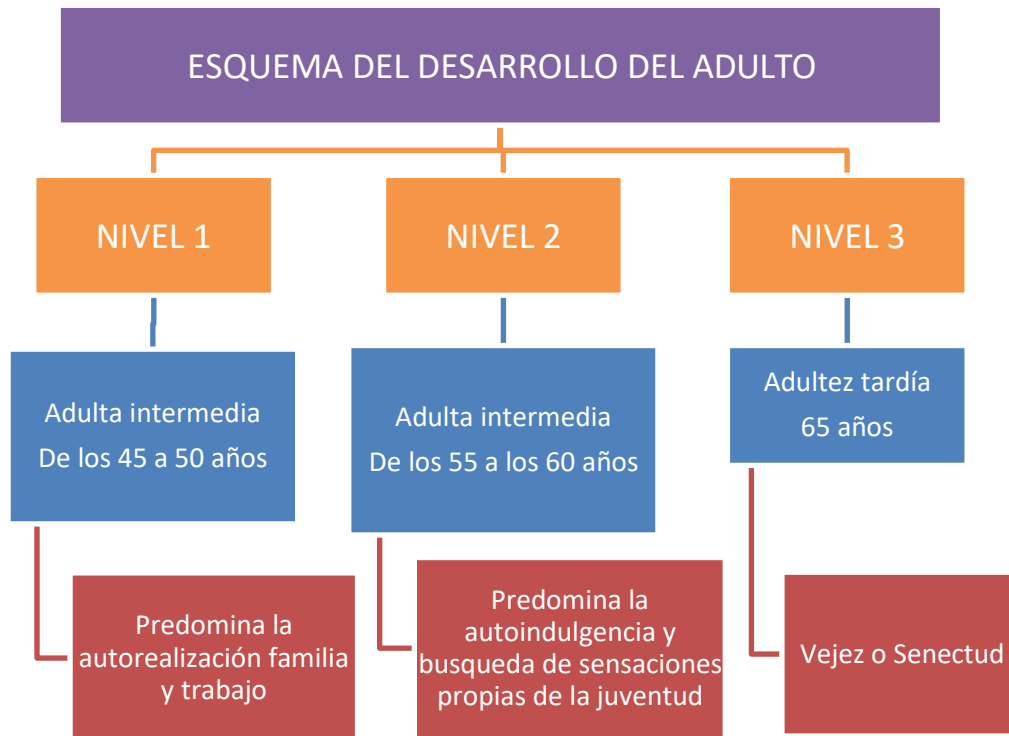 ESQUEMA DEL DESARROLLO DEL ADULTO
NIVEL 1
NIVEL 2
NIVEL 3
Adulta intermedia
De los 45 a 50 años
Adulta intermedia
De los 55 a los 60 años
Adultez tardía
65 años
Predomina la
autorealización familia
y trabajo
Predomina la
autoindulgencia y
busqueda de sensaciones
propias de la juventud
Vejez o Senectud